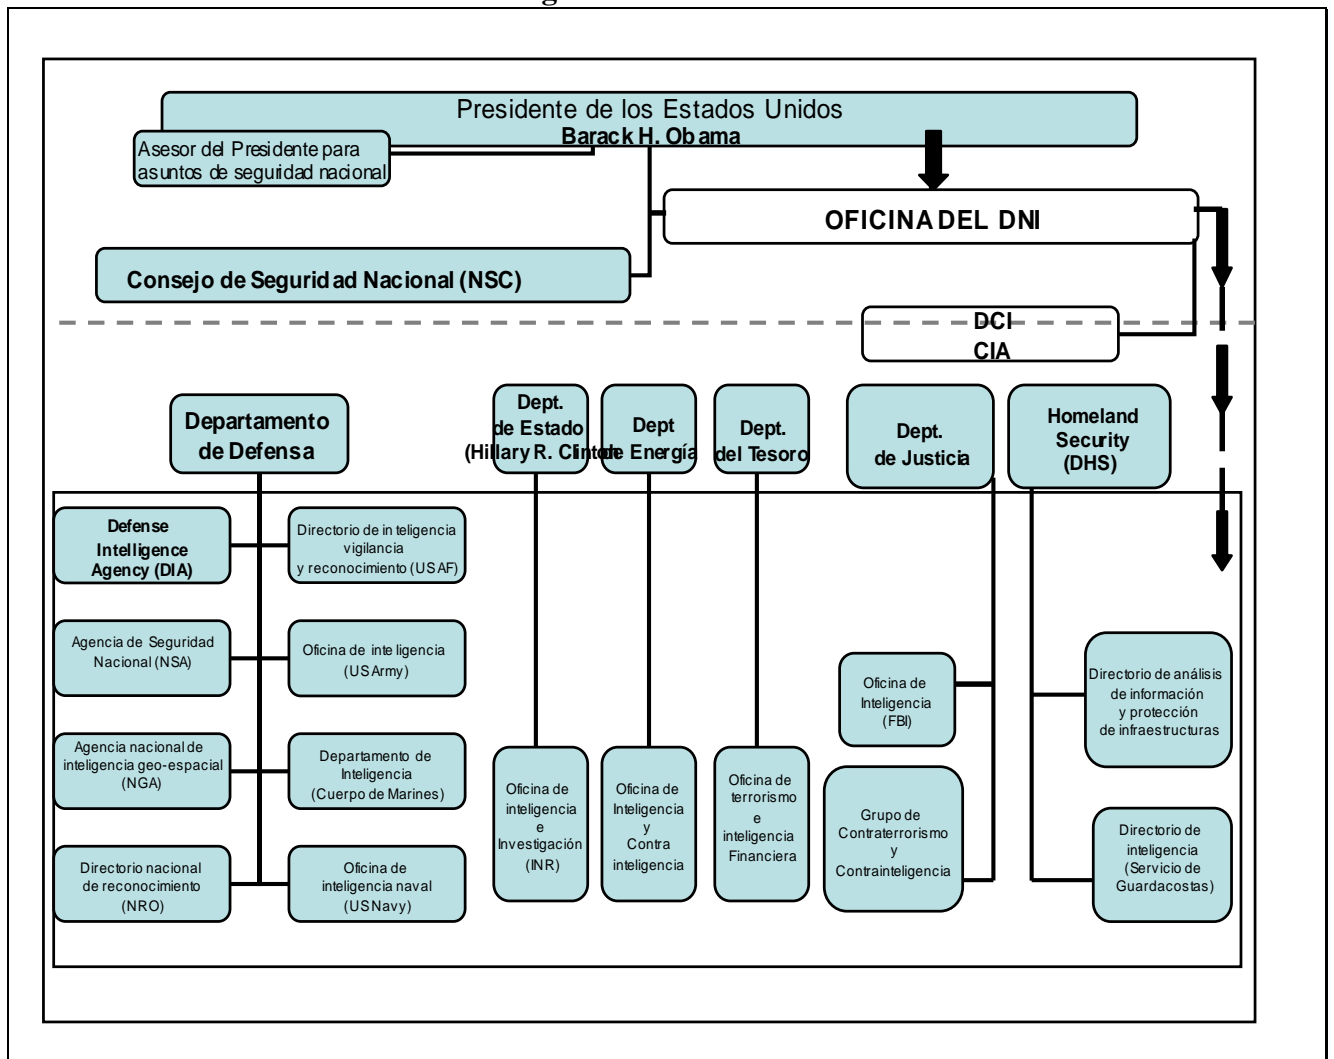 Presidente de los Estados Unidos
Barack H. Obama
Asesor del Presidente para
asuntos de seguridad nacional
OFICINA DEL DNI
Consejo de Seguridad Nacional (NSC)
DCI
CIA
Departamento
de Defensa
Dept.
de Estado
(Hillary R. Clinton
Dept
de Energía
Dept.
del Tesoro
Dept.
de Justicia
Homeland
Security
(DHS)
Defense
Intelligence
Agency (DIA)
Directorio de inteligencia
vigilancia
y reconocimiento (USAF)
Agencia de Seguridad
Nacional (NSA)
Oficina de inteligencia
(US Army)
Agencia nacional de
inteligencia geo-espacial
(NGA)
Departamento de
Inteligencia
(Cuerpo de Marines)
Directorio nacional
de reconocimiento
(NRO)
Oficina de
inteligencia naval
(US Navy)
Oficina de
inteligencia
e
Investigación
(INR)
Oficina de
Inteligencia
y
Contra
inteligencia
Oficina de
terrorismo
e
inteligencia
Financiera
Oficina de
Inteligencia
(FBI)
Grupo de
Contraterrorismo
y
Contrainteligencia
Directorio de análisis
de información
y protección
de infraestructuras
Directorio de
inteligencia
(Servicio de
Guardacostas)